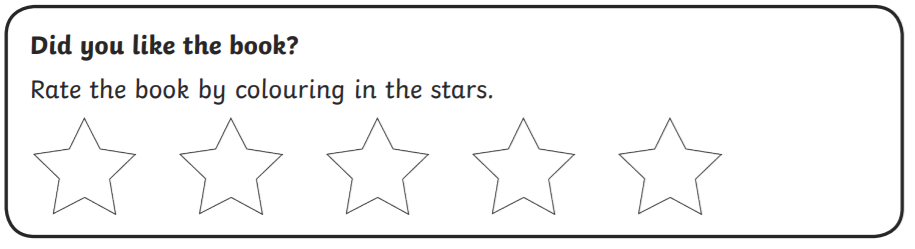 Did you like the book?
Rate the book by colouring in the stars.